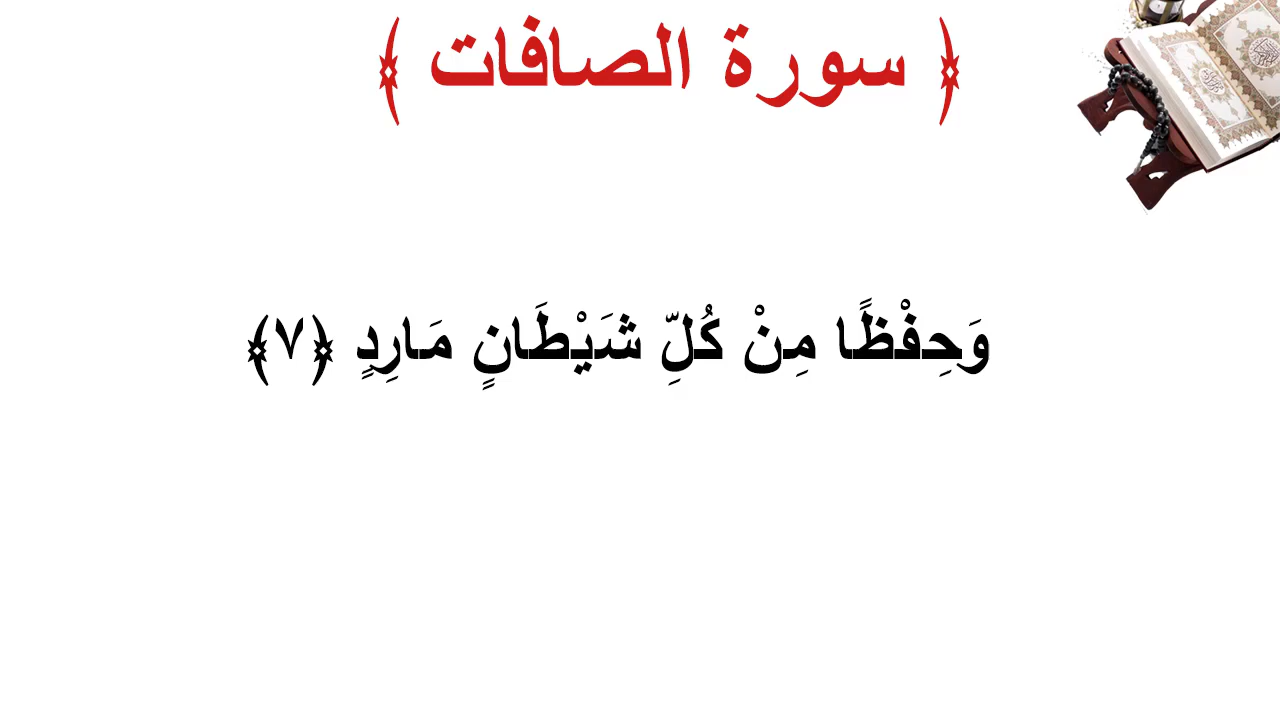 ﴿ سورة الصافات ﴾
وَحِفْظًا مِنْ كُلِّ شَيْطَانٍ مَارِدٍ ﴿٧﴾